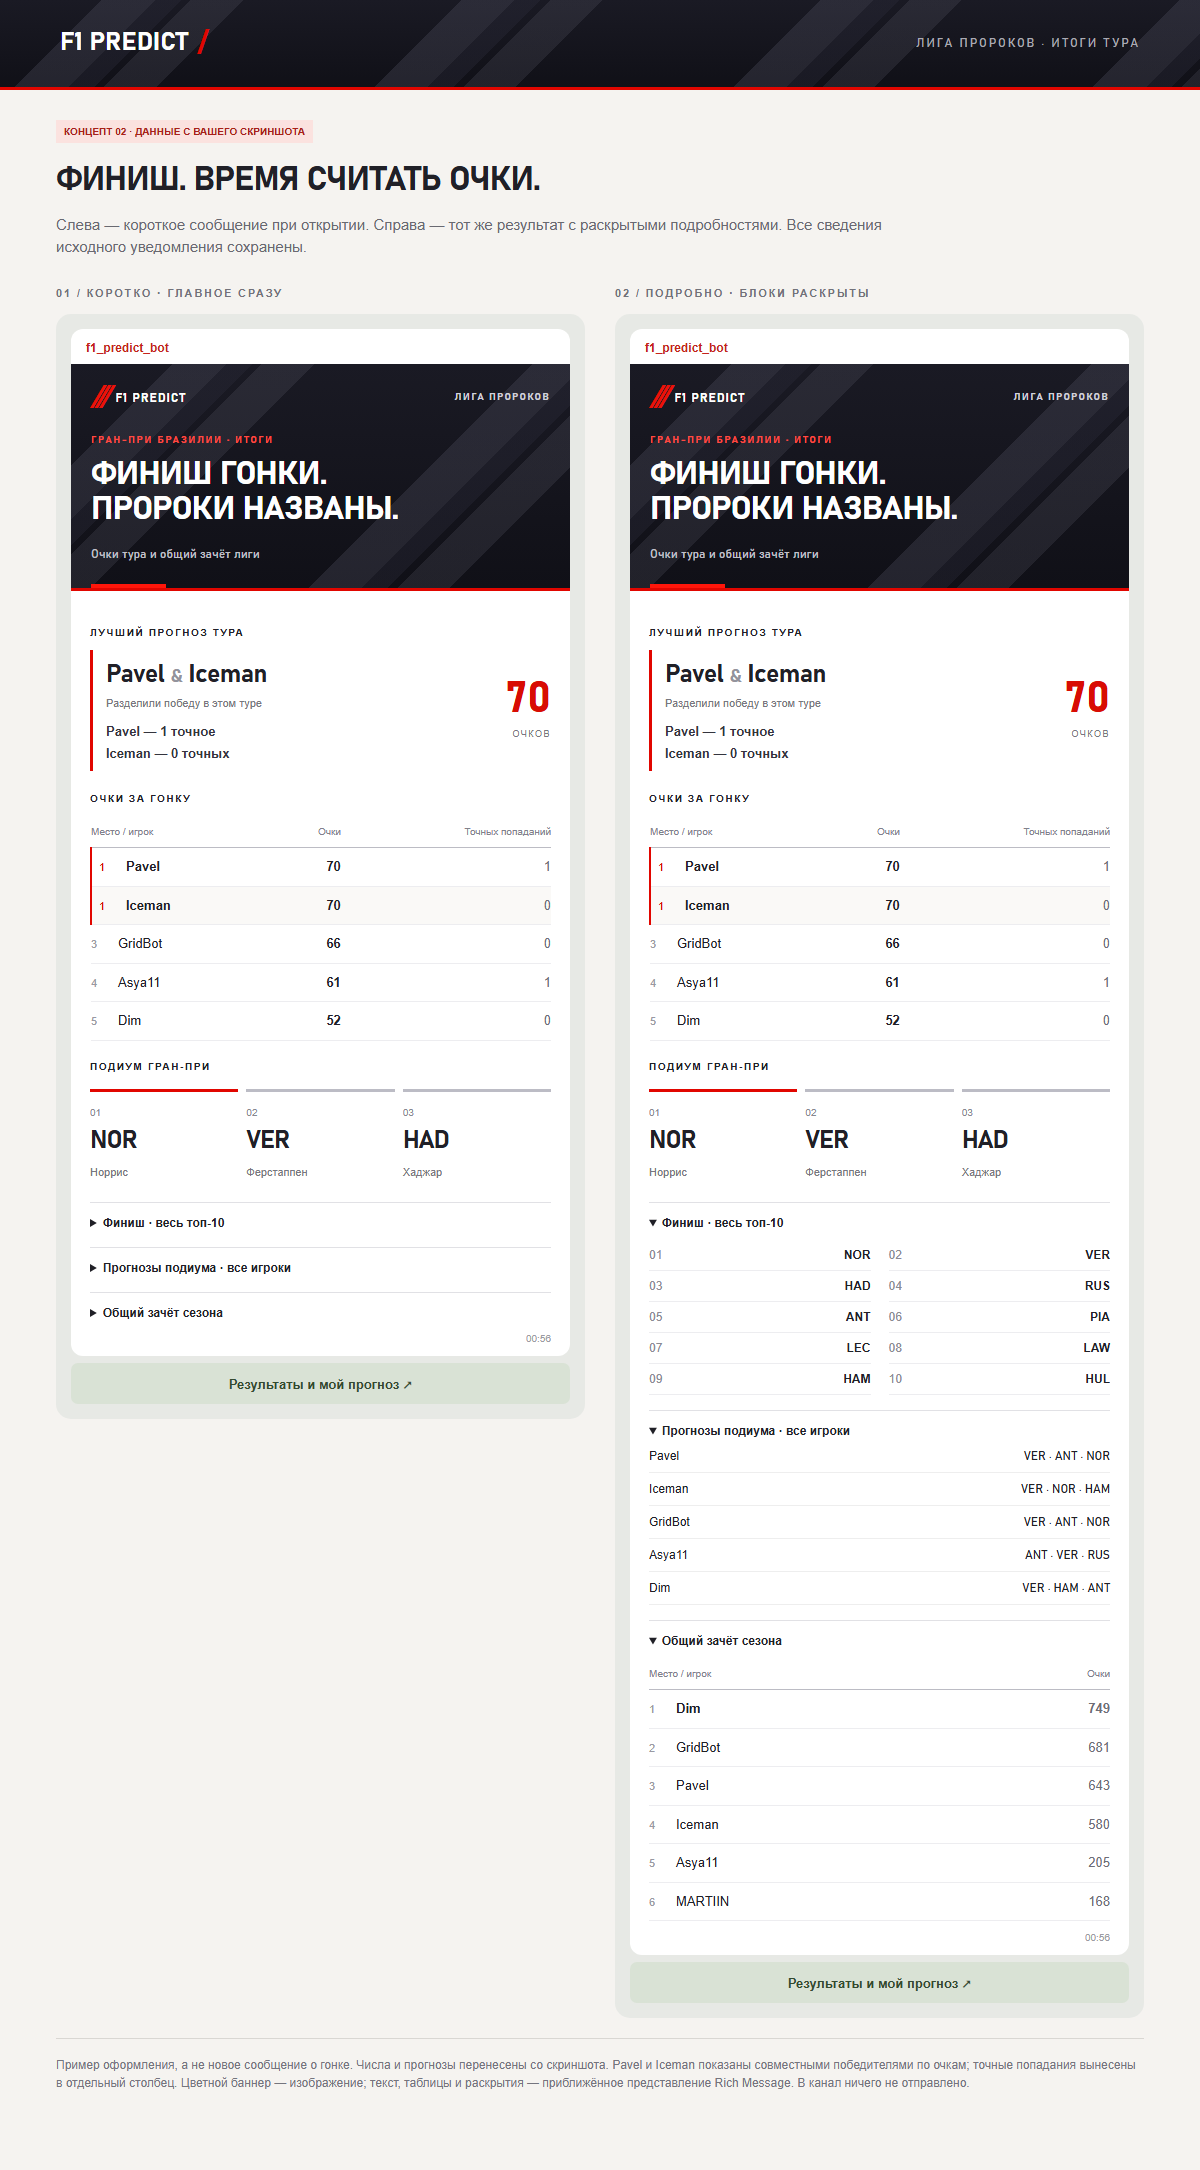 F1 PREDICT /
ЛИГА ПРОРОКОВ · ИТОГИ ТУРА
КОНЦЕПТ 02 · ДАННЫЕ С ВАШЕГО СКРИНШОТА
ФИНИШ. ВРЕМЯ СЧИТАТЬ ОЧКИ.
Слева — короткое сообщение при открытии. Справа — тот же результат с раскрытыми подробностями. Все сведения
исходного уведомления сохранены.
01 / КОРОТКО · ГЛАВНОЕ СРАЗУ
f1_predict_bot
F1 PREDICT
ЛИГА ПРОРОКОВ
ГРАН-ПРИ БРАЗИЛИИ · ИТОГИ
ФИНИШ ГОНКИ.
ПРОРОКИ НАЗВАНЫ.
Очки тура и общий зачёт лиги
ЛУЧШИЙ ПРОГНОЗ ТУРА
Pavel & Iceman
Разделили победу в этом туре
Pavel — 1 точное
Iceman — 0 точных
70
ОЧКОВ
ОЧКИ ЗА ГОНКУ
Место / игрок Очки Точных попаданий
1 Pavel 70 1
1 Iceman 70 0
3 GridBot 66 0
4 Asya11 61 1
5 Dim 52 0
ПОДИУМ ГРАН-ПРИ
01 02 03
NOR VER HAD
Норрис Ферстаппен Хаджар
▶ Финиш · весь топ-10
▶ Прогнозы подиума · все игроки
▶ Общий зачёт сезона
00:56
Результаты и мой прогноз ↗
02 / ПОДРОБНО · БЛОКИ РАСКРЫТЫ
f1_predict_bot
F1 PREDICT
ЛИГА ПРОРОКОВ
ГРАН-ПРИ БРАЗИЛИИ · ИТОГИ
ФИНИШ ГОНКИ.
ПРОРОКИ НАЗВАНЫ.
Очки тура и общий зачёт лиги
ЛУЧШИЙ ПРОГНОЗ ТУРА
Pavel & Iceman
Разделили победу в этом туре
Pavel — 1 точное
Iceman — 0 точных
70
ОЧКОВ
ОЧКИ ЗА ГОНКУ
Место / игрок Очки Точных попаданий
1 Pavel 70 1
1 Iceman 70 0
3 GridBot 66 0
4 Asya11 61 1
5 Dim 52 0
ПОДИУМ ГРАН-ПРИ
01 02 03
NOR VER HAD
Норрис Ферстаппен Хаджар
▼ Финиш · весь топ-10
01 NOR 02 VER
03 HAD 04 RUS
05 ANT 06 PIA
07 LEC 08 LAW
09 HAM 10 HUL
▼ Прогнозы подиума · все игроки
Pavel VER · ANT · NOR
Iceman VER · NOR · HAM
GridBot VER · ANT · NOR
Asya11 ANT · VER · RUS
Dim VER · HAM · ANT
▼ Общий зачёт сезона
Место / игрок Очки
1 Dim 749
2 GridBot 681
3 Pavel 643
4 Iceman 580
5 Asya11 205
6 MARTIIN 168
00:56
Результаты и мой прогноз ↗
Пример оформления, а не новое сообщение о гонке. Числа и прогнозы перенесены со скриншота. Pavel и Iceman показаны совместными победителями по очкам; точные попадания вынесены
в отдельный столбец. Цветной баннер — изображение; текст, таблицы и раскрытия — приближённое представление Rich Message. В канал ничего не отправлено.